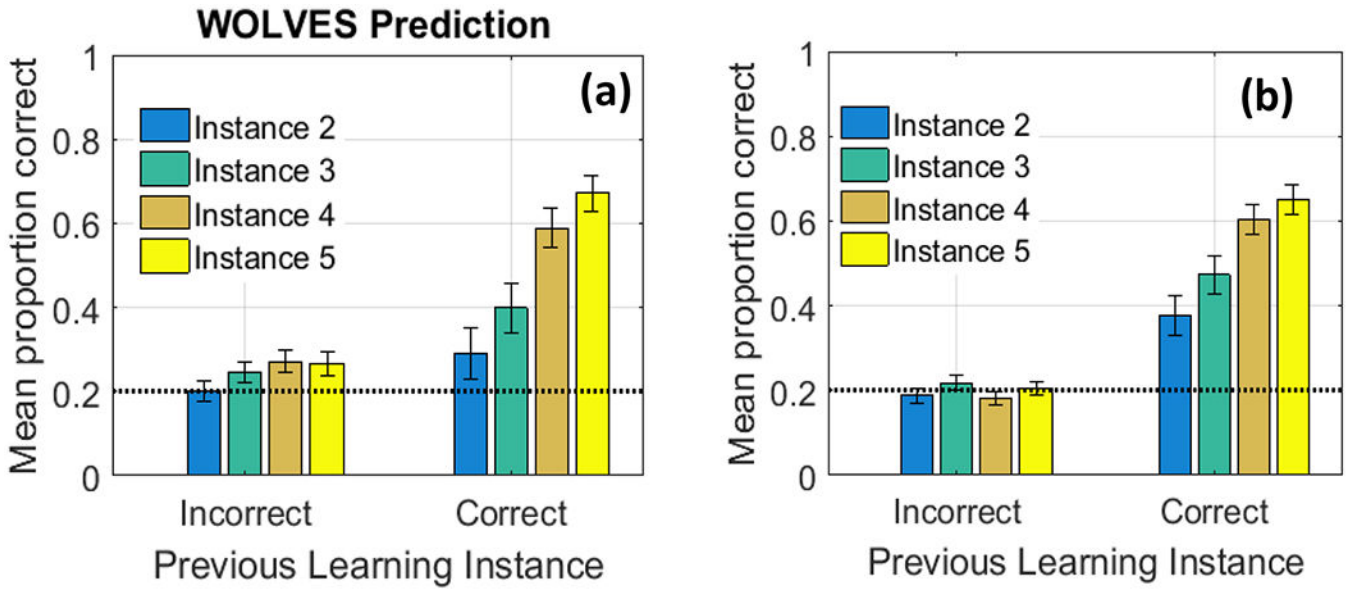 WOLVES Prediction
(a)
Mean proportion correct
1
0.8
0.6
0.4
0.2
0
Instance 2
Instance 3
Instance 4
Instance 5
Incorrect
Correct
Previous Learning Instance
(b)
Mean proportion correct
1
0.8
0.6
0.4
0.2
0
Instance 2
Instance 3
Instance 4
Instance 5
Incorrect
Correct
Previous Learning Instance